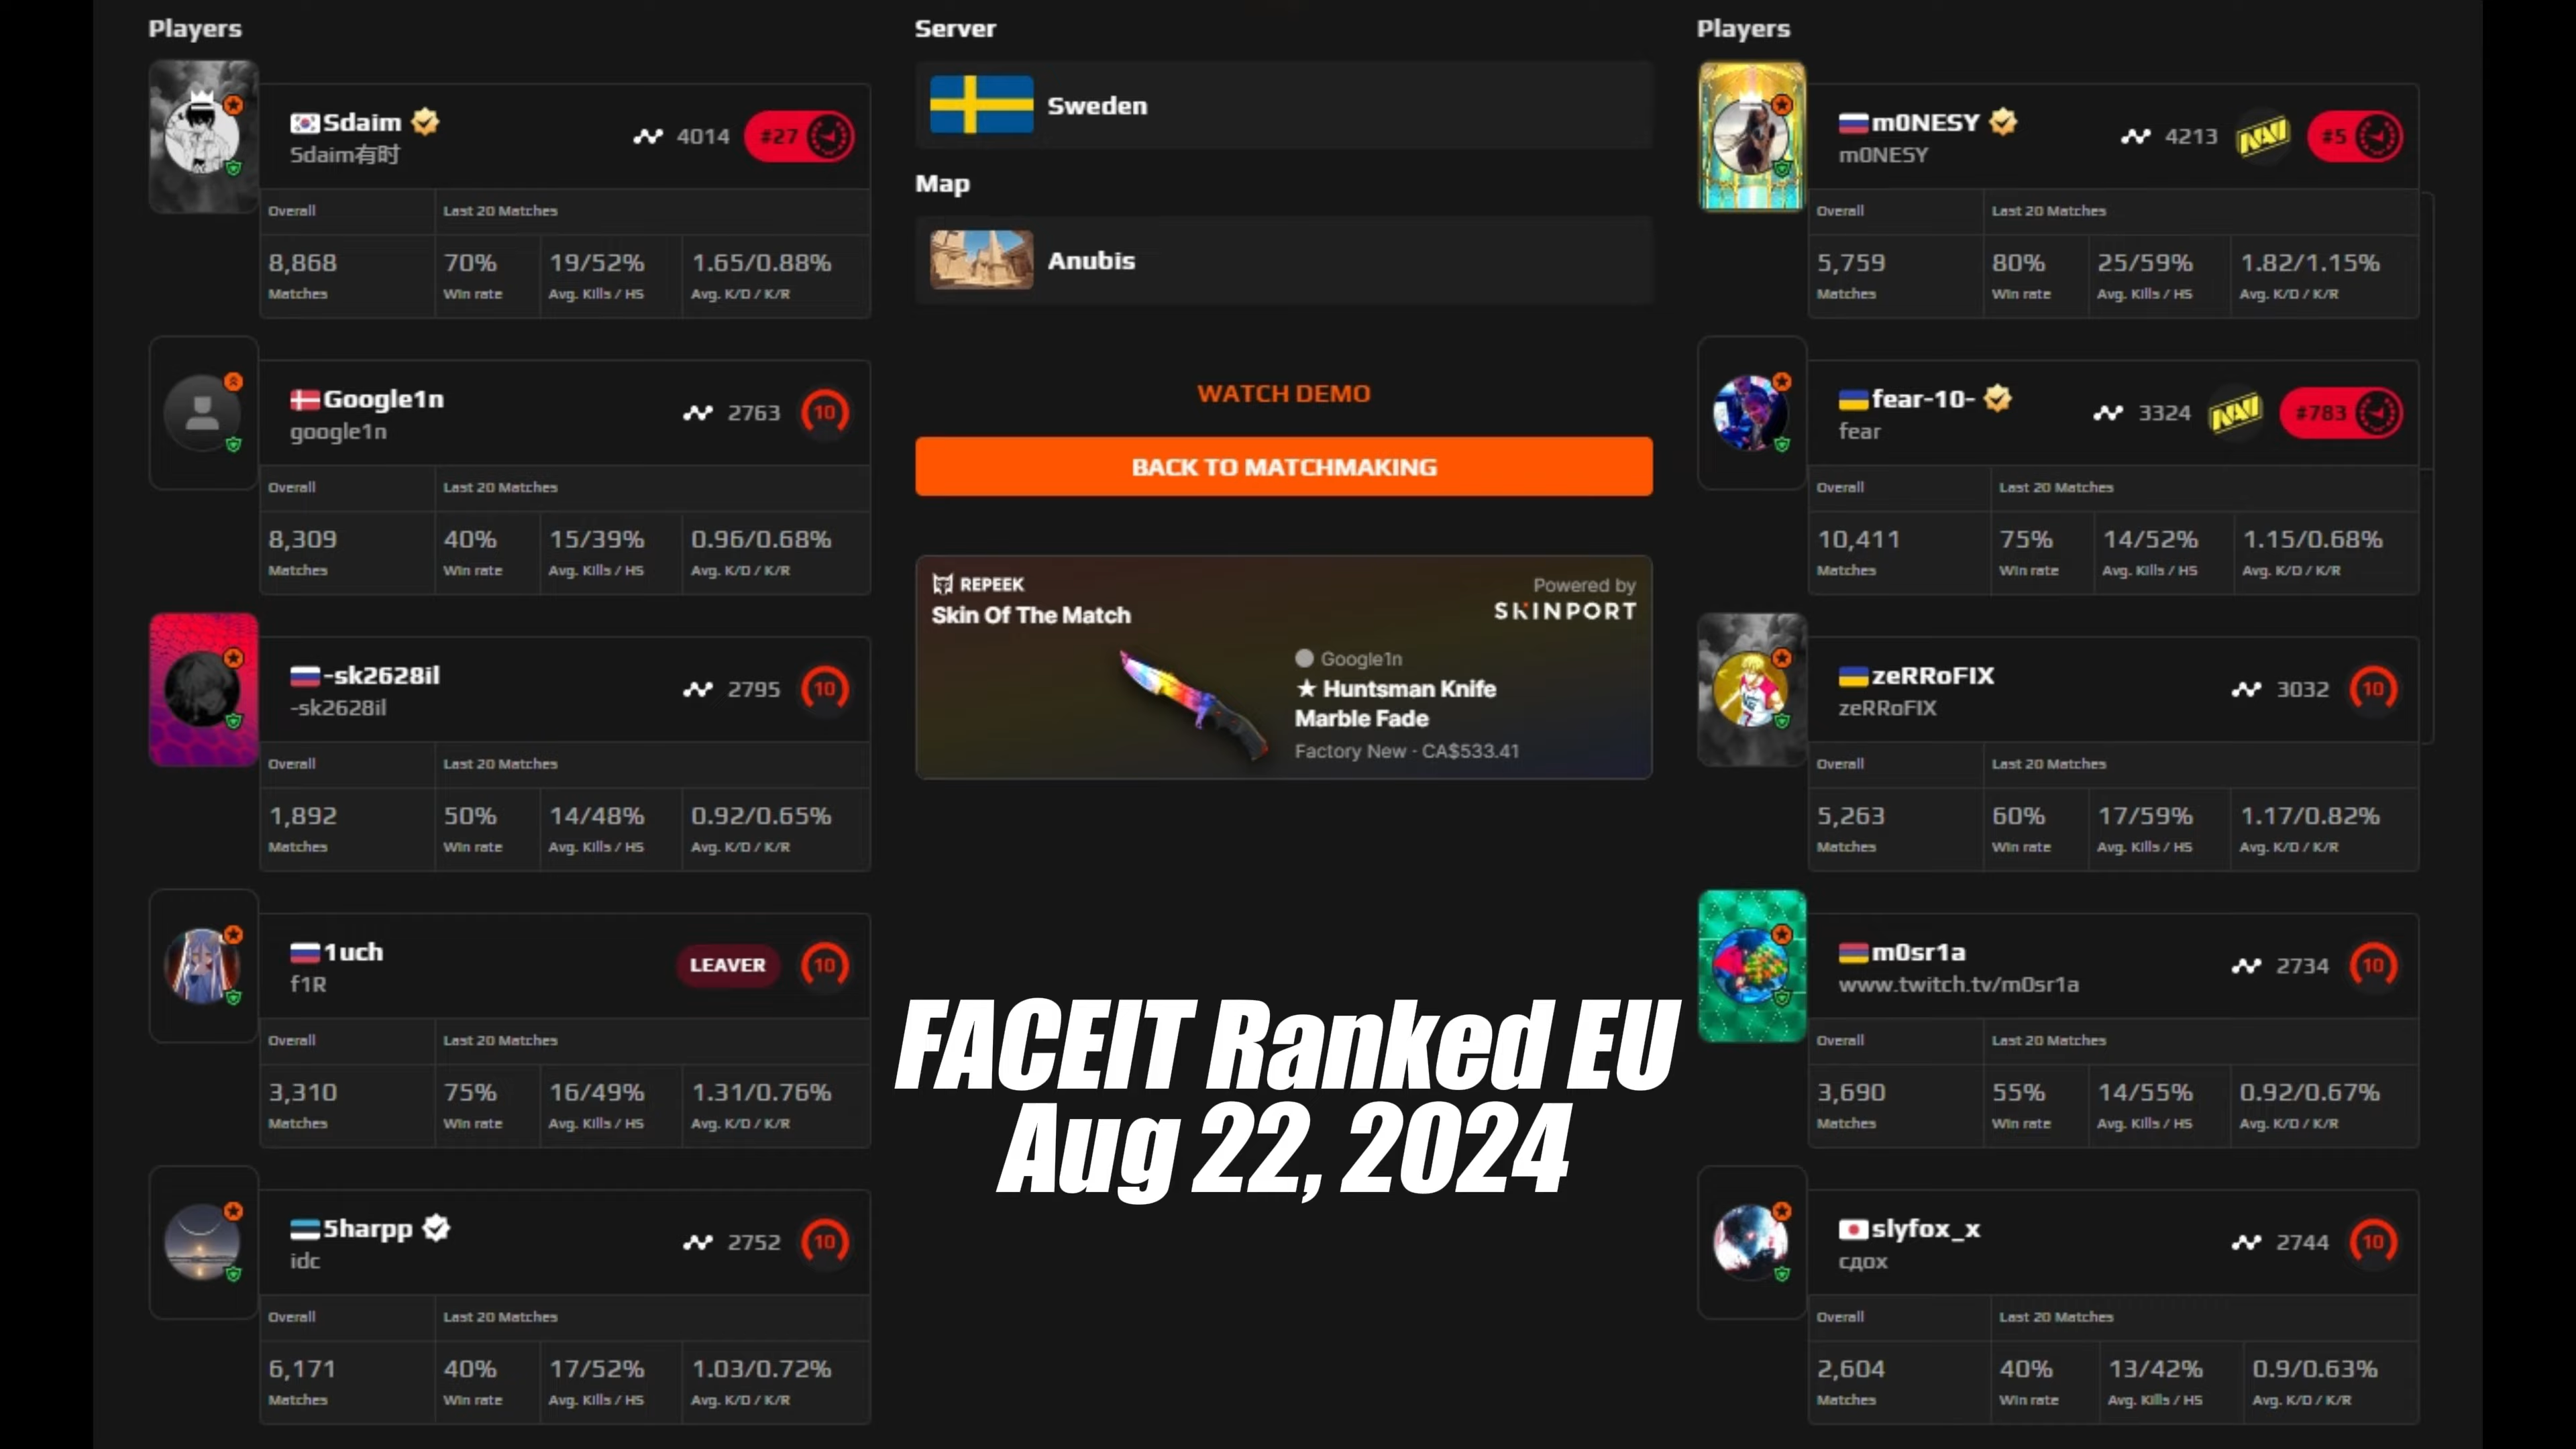 Players
Sdaim
Sdaim有时
4014
#27
Overall
Last 20 Matches
8,868
70%
19/52%
1.65/0.88%
Matches
Win rate
Avg. Kills / HS
Avg. K/D / K/R
Google1n
google1n
2763
10
Overall
Last 20 Matches
8,309
40%
15/39%
0.96/0.68%
Matches
Win rate
Avg. Kills / HS
Avg. K/D / K/R
-sk2628il
-sk2628il
2795
10
Overall
Last 20 Matches
1,892
50%
14/48%
0.92/0.65%
Matches
Win rate
Avg. Kills / HS
Avg. K/D / K/R
1uch
f1R
LEAVER
10
Overall
Last 20 Matches
3,310
75%
16/49%
1.31/0.76%
Matches
Win rate
Avg. Kills / HS
Avg. K/D / K/R
5harpp
idc
2752
10
Overall
Last 20 Matches
6,171
40%
17/52%
1.03/0.72%
Matches
Win rate
Avg. Kills / HS
Avg. K/D / K/R
Server
Sweden
Map
Anubis
WATCH DEMO
BACK TO MATCHMAKING
REPEEK
Skin Of The Match
Powered by
SKINPORT
Google1n
★ Huntsman Knife
Marble Fade
Factory New · CA$533.41
FACEIT Ranked EU
Aug 22, 2024
Players
m0NESY
m0NESY
4213
NAVI
#5
Overall
Last 20 Matches
5,759
80%
25/59%
1.82/1.15%
Matches
Win rate
Avg. Kills / HS
Avg. K/D / K/R
fear-10-
fear
3324
NAVI
#783
Overall
Last 20 Matches
10,411
75%
14/52%
1.15/0.68%
Matches
Win rate
Avg. Kills / HS
Avg. K/D / K/R
zeRRoFIX
zeRRoFIX
3032
10
Overall
Last 20 Matches
5,263
60%
17/59%
1.17/0.82%
Matches
Win rate
Avg. Kills / HS
Avg. K/D / K/R
m0sr1a
www.twitch.tv/m0sr1a
2734
10
Overall
Last 20 Matches
3,690
55%
14/55%
0.92/0.67%
Matches
Win rate
Avg. Kills / HS
Avg. K/D / K/R
slyfox_x
сдох
2744
10
Overall
Last 20 Matches
2,604
40%
13/42%
0.9/0.63%
Matches
Win rate
Avg. Kills / HS
Avg. K/D / K/R